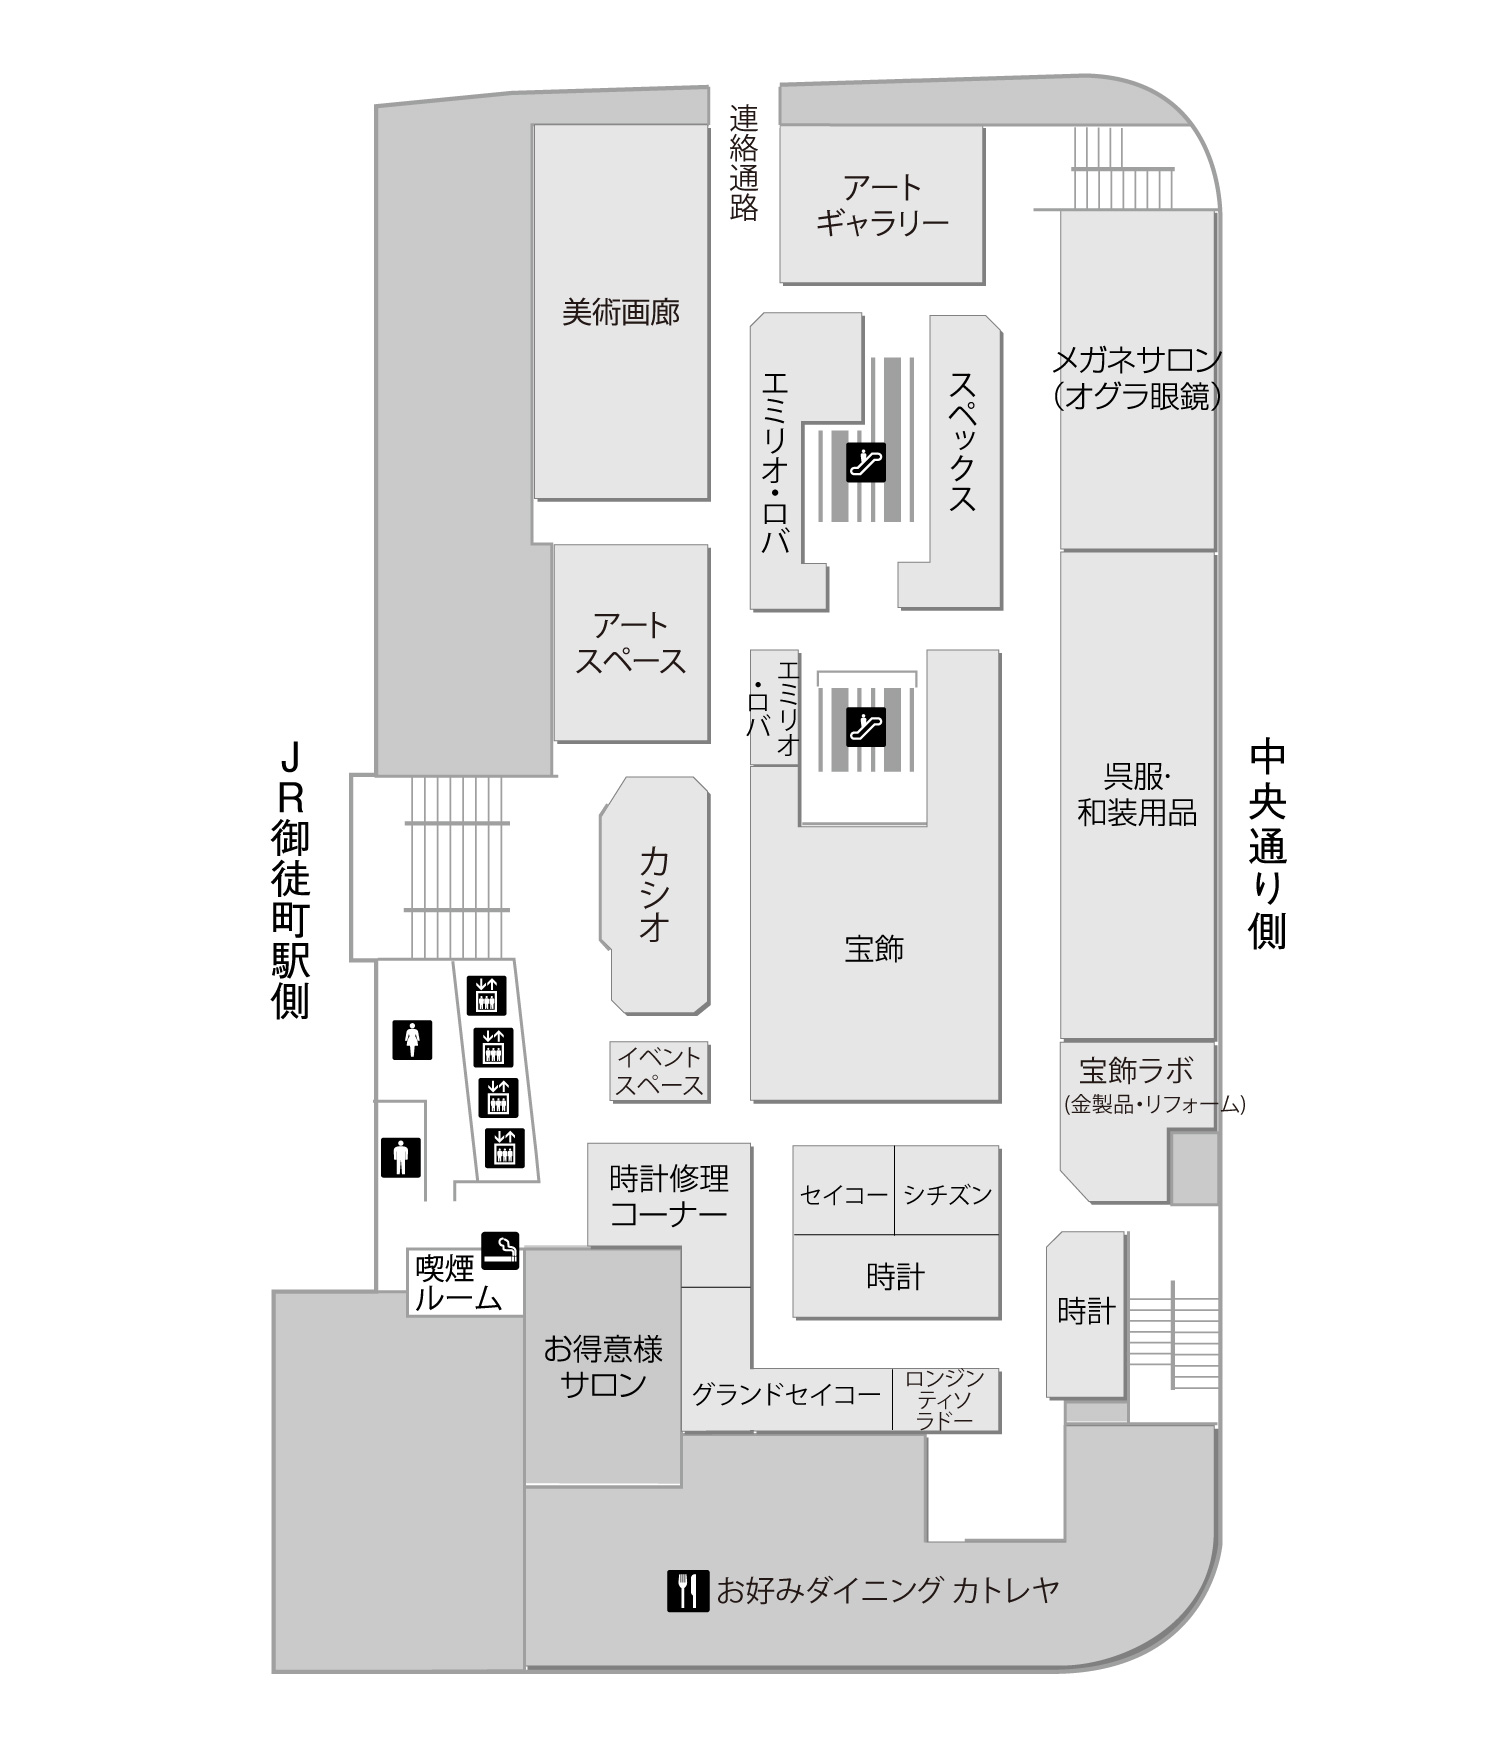 連絡通路
アート
ギャラリー
美術画廊
メガネサロン
（オグラ眼鏡）
エミリオ・ロバ
スペックス
アート
スペース
エミリオ
・ロバ
JR御徒町駅側
中央通り側
呉服・
和装用品
カシオ
宝飾
イベント
スペース
宝飾ラボ
(金製品・リフォーム)
時計修理
コーナー
セイコー
シチズン
時計
喫煙
ルーム
時計
お得意様
サロン
グランドセイコー
ロンジン
ティソ
ラドー
お好みダイニング カトレヤ